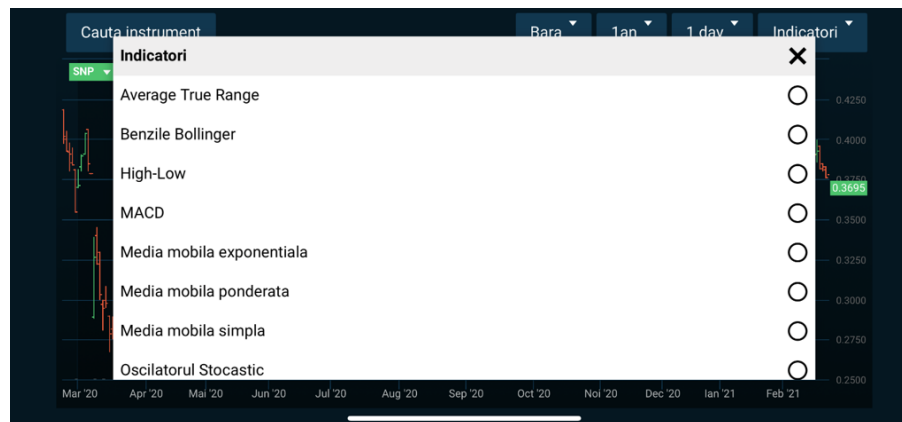 Cauta instrument
Bara
1an
1 day
Indicatori
Indicatori
SNP
Average True Range
Benzile Bollinger
High-Low
MACD
Media mobila exponentiala
Media mobila ponderata
Media mobila simpla
Oscilatorul Stocastic
0.4250
0.4000
0.3750
0.3695
0.3500
0.3250
0.3000
0.2750
0.2500
Mar '20 Apr '20 Mai '20 Jun '20 Jul '20 Aug '20 Sep '20 Oct '20 Noi '20 Dec '20 Ian '21 Feb '21